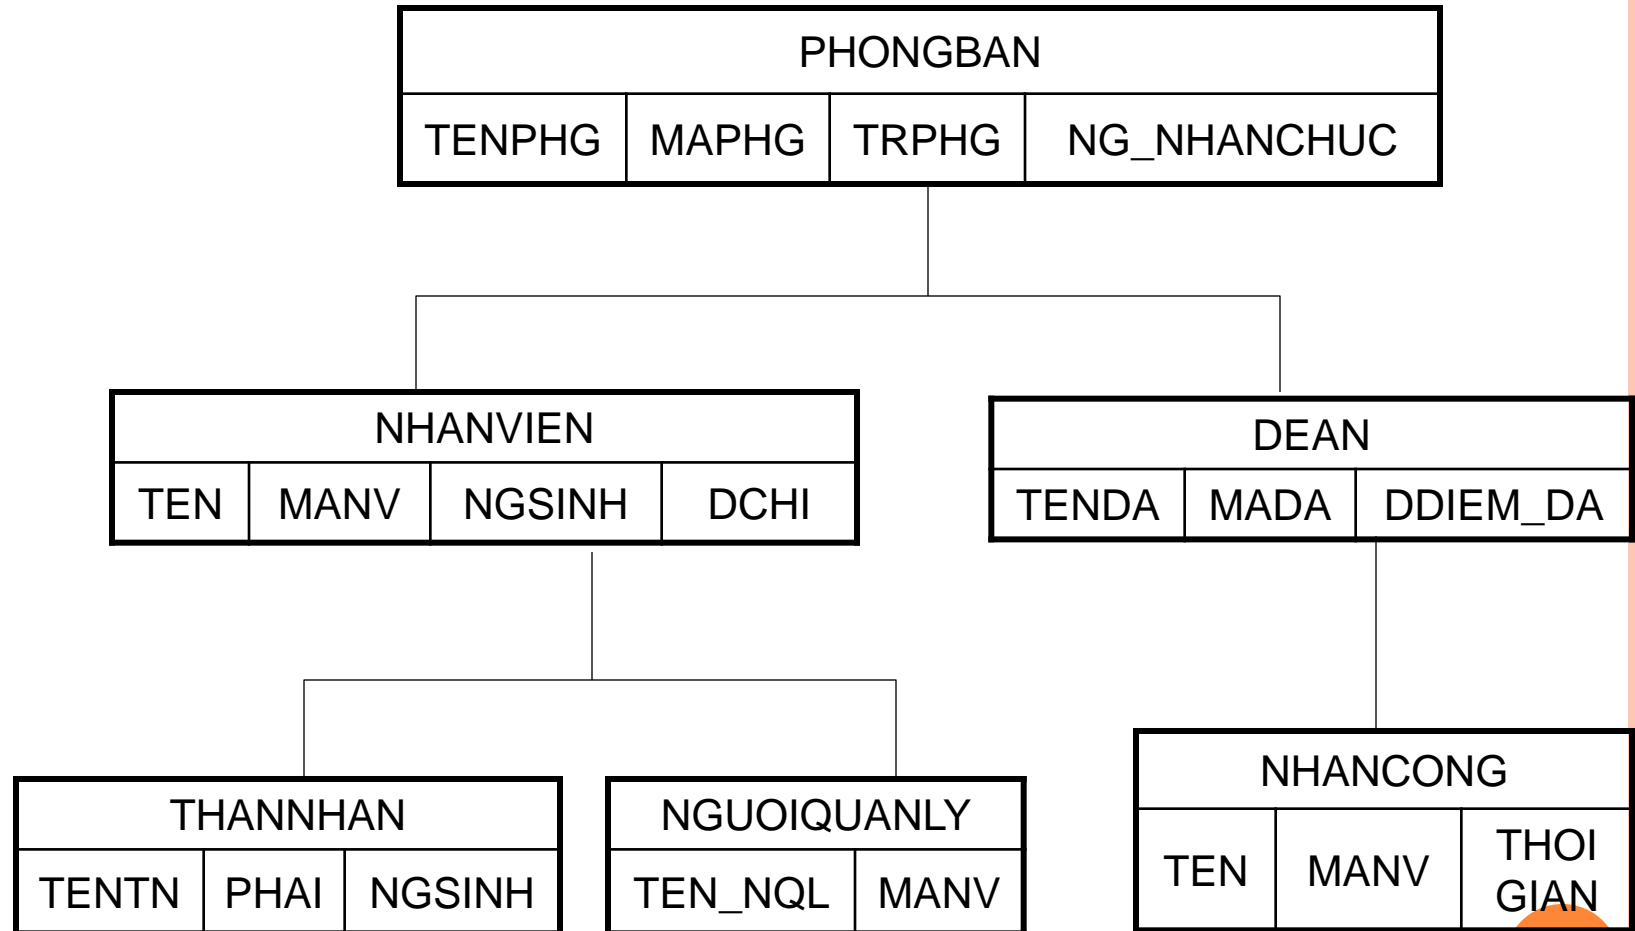 PHONGBAN
TENPHG MAPHG TRPHG NG_NHANCHUC
NHANVIEN
TEN MANV NGSINH DCHI
DEAN
TENDA MADA DDIEM_DA
THANNHAN
TENTN PHAI NGSINH
NGUOIQUANLY
TEN_NQL MANV
NHANCONG
TEN MANV THOI
GIAN